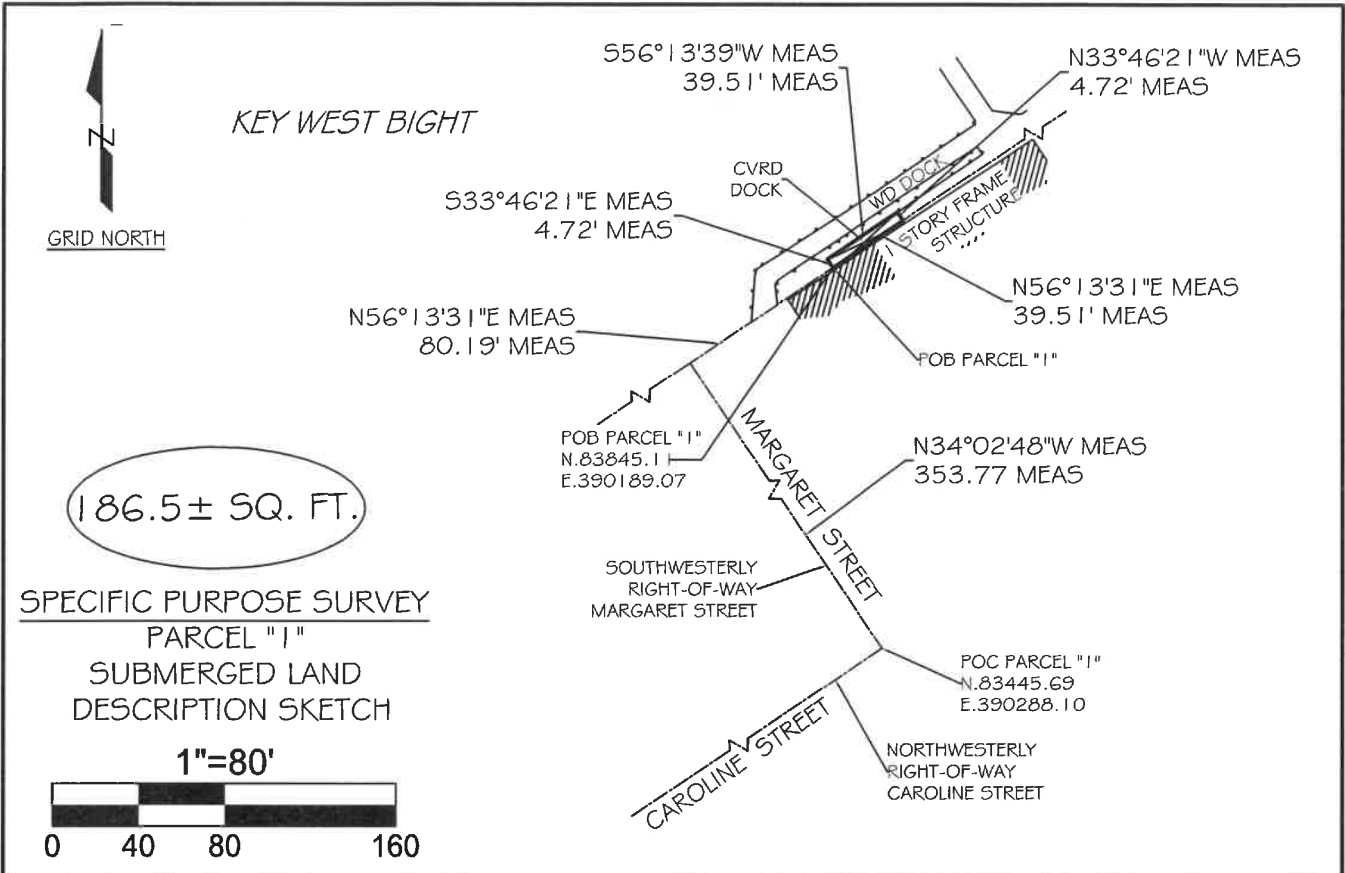 S56°13'39"W MEAS
39.51' MEAS
N33°46'21"W MEAS
4.72' MEAS
KEY WEST BIGHT
N
GRID NORTH
CVRD
DOCK
WD DOCK
1 STORY FRAME
STRUCTURE
S33°46'21"E MEAS
4.72' MEAS
N56°13'31"E MEAS
39.51' MEAS
N56°13'31"E MEAS
80.19' MEAS
POB PARCEL "1"
POB PARCEL "1"
N.83845.11
E.390189.07
MARGARET STREET
N34°02'48"W MEAS
353.77 MEAS
186.5± SQ. FT.
SOUTHWESTERLY
RIGHT-OF-WAY
MARGARET STREET
SPECIFIC PURPOSE SURVEY
PARCEL "1"
SUBMERGED LAND
DESCRIPTION SKETCH
POC PARCEL "1"
N.83445.69
E.390288.10
CAROLINE STREET
NORTHWESTERLY
RIGHT-OF-WAY
CAROLINE STREET
1"=80'
0 40 80 160